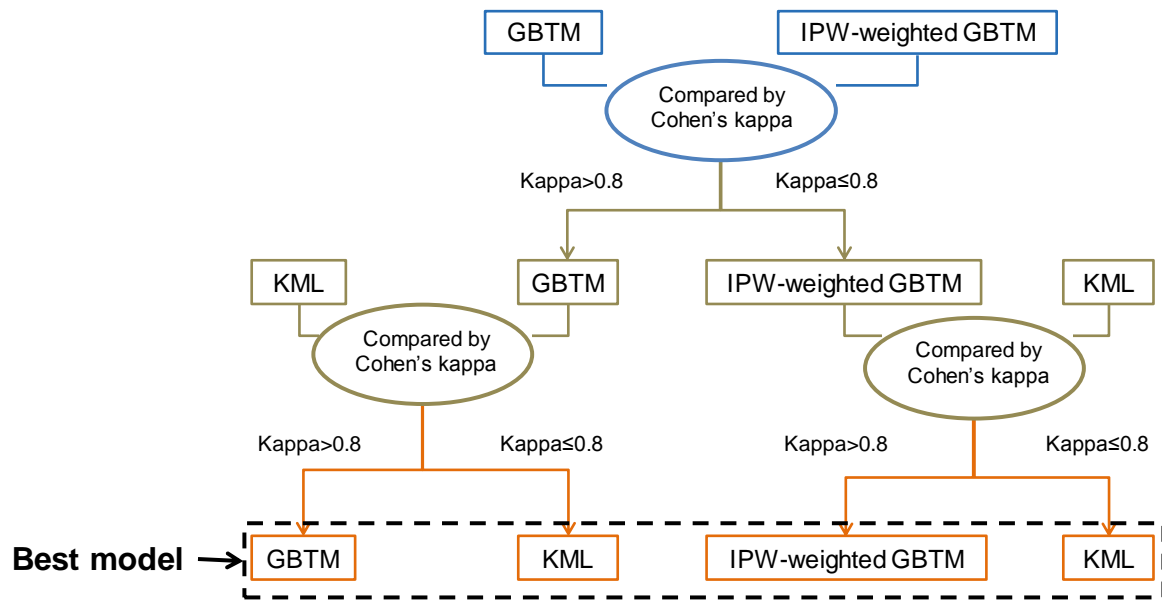 GBTM
IPW-weighted GBTM
Compared by
Cohen’s kappa
Kappa>0.8
Kappa≤0.8
KML
GBTM
IPW-weighted GBTM
KML
Compared by
Cohen’s kappa
Compared by
Cohen’s kappa
Kappa>0.8
Kappa≤0.8
Kappa>0.8
Kappa≤0.8
Best model
GBTM
KML
IPW-weighted GBTM
KML